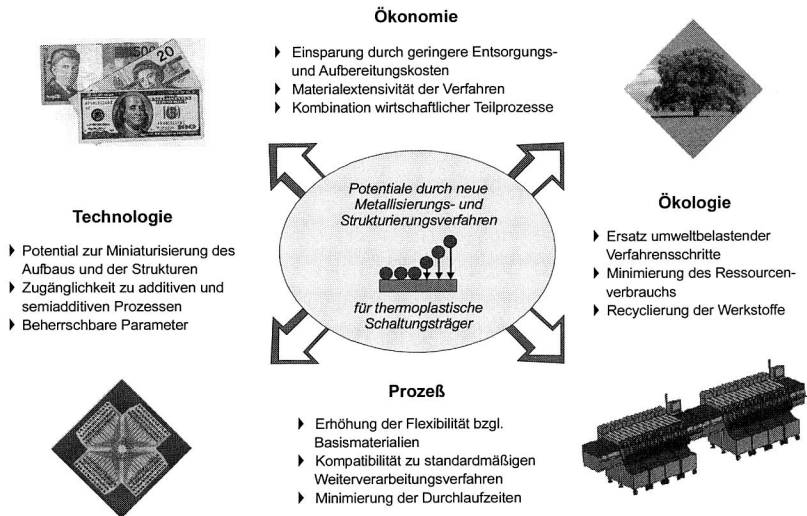 Ökonomie
Einsparung durch geringere Entsorgungs-
und Aufbereitungskosten
Materialextensivität der Verfahren
Kombination wirtschaftlicher Teilprozesse
Potentiale durch neue
Metallisierungs- und
Strukturierungsverfahren
für thermoplastische
Schaltungsträger
Technologie
Potential zur Miniaturisierung des
Aufbaus und der Strukturen
Zugänglichkeit zu additiven und
semiadditiven Prozessen
Beherrschbare Parameter
Ökologie
Ersatz umweltbelastender
Verfahrensschritte
Minimierung des Ressourcen-
verbrauchs
Recyclierung der Werkstoffe
Prozeß
Erhöhung der Flexibilität bzgl.
Basismaterialien
Kompatibilität zu standardmäßigen
Weiterverarbeitungsverfahren
Minimierung der Durchlaufzeiten
500
20
100